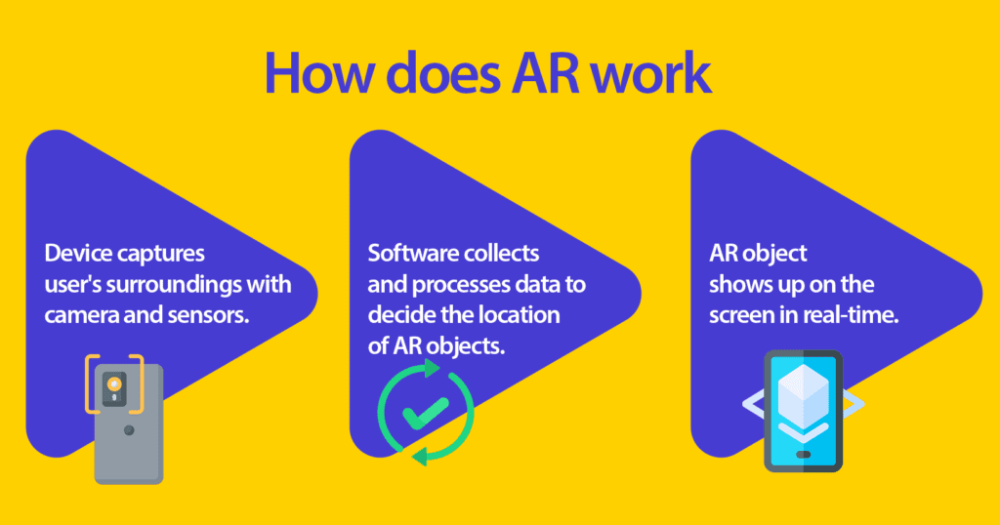 How does AR work
Device captures
user's surroundings with
camera and sensors.
Software collects
and processes data to
decide the location
of AR objects.
AR object
shows up on the
screen in real-time.